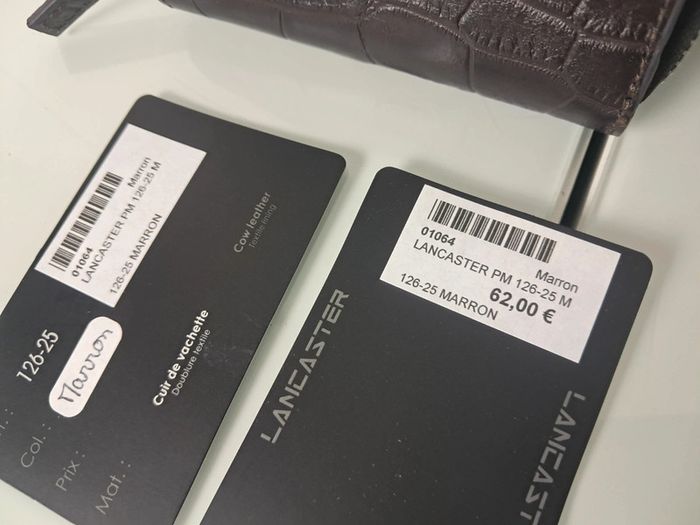 01064
Marron
LANCASTER PM 126-25 M
126-25 MARRON
Cow leather
Textile lining
126-25
Col. : Marron
Prix :
Mat. :
Cuir de vachette
Doublure textile
01064
Marron
LANCASTER PM 126-25 M
62,00 €
126-25 MARRON
LANCASTER
LANCAST